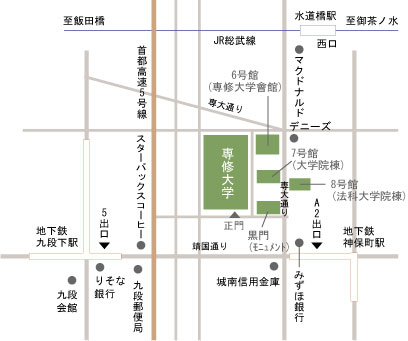 至飯田橋
水道橋駅
至御茶ノ水
JR総武線
西口
首都高速5号線
マクドナルド
6号館
(専修大学會館)
専大通り
デニーズ
スターバックスコーヒー
専修大学
7号館
(大学院棟)
8号館
(法科大学院棟)
専大通り
黒門
(モニュメント)
正門
5出口
A2出口
地下鉄
九段下駅
靖国通り
地下鉄
神保町駅
九段
会館
りそな
銀行
九段郵便局
城南信用金庫
みずほ銀行